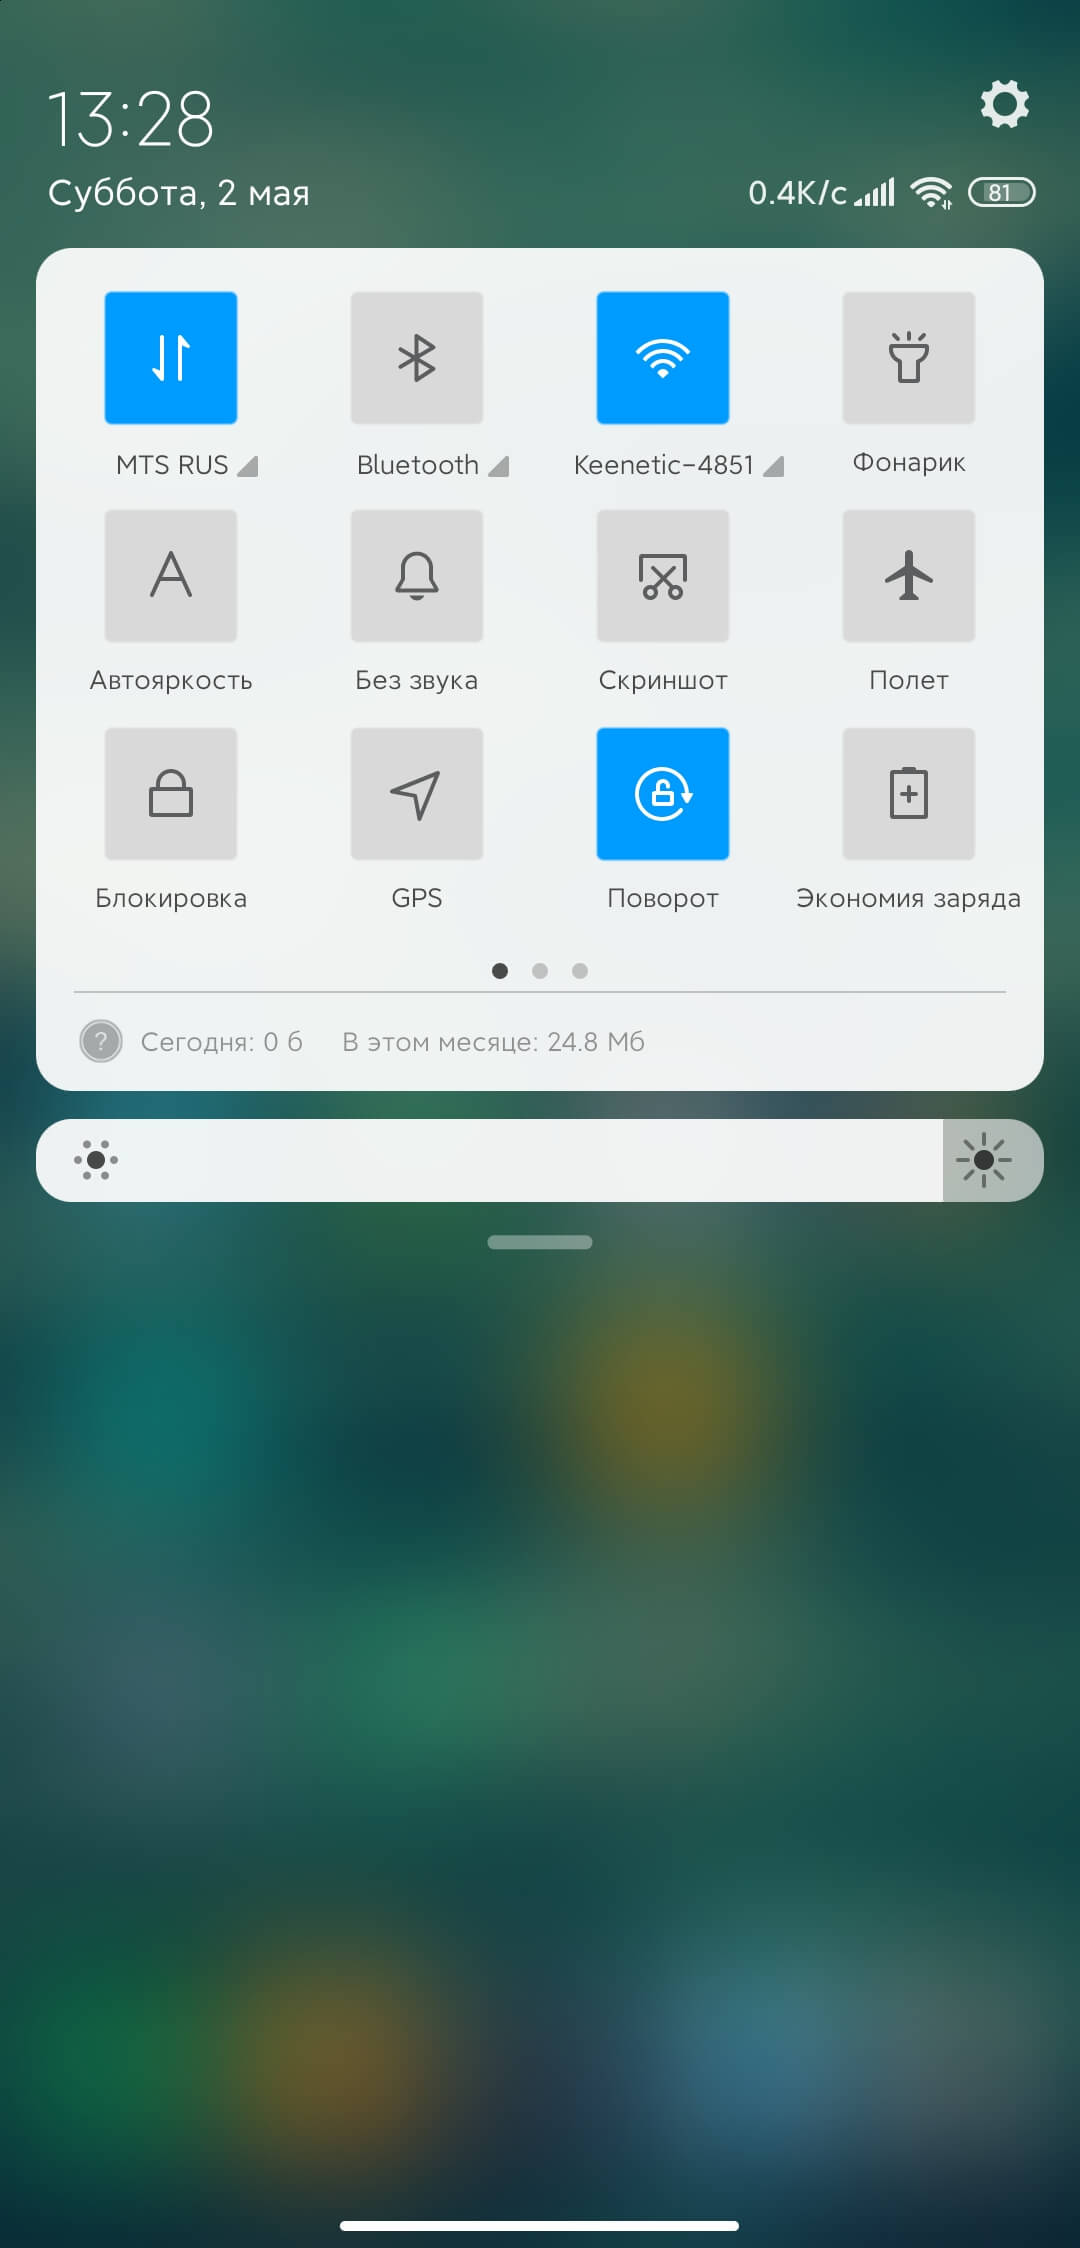 13:28
Суббота, 2 мая
0.4K/с
81
MTS RUS
Bluetooth
Keenetic-4851
Фонарик
Автояркость
Без звука
Скриншот
Полет
Блокировка
GPS
Поворот
Экономия заряда
? Сегодня: 0 б В этом месяце: 24.8 Мб